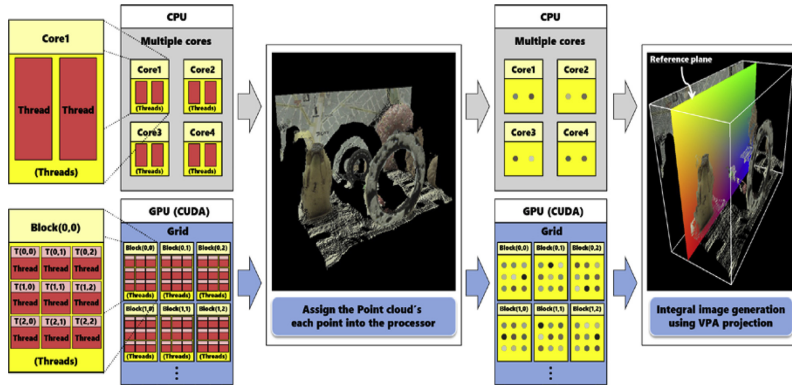 Core1
Thread
Thread
(Threads)
CPU
Multiple cores
Core1
Core2
(Threads)
(Threads)
Core3
Core4
(Threads)
(Threads)
Block(0,0)
T(0,0)
T(0,1)
T(0,2)
Thread
Thread
Thread
T(1,0)
T(1,1)
T(1,2)
Thread
Thread
Thread
T(2,0)
T(2,1)
T(2,2)
Thread
Thread
Thread
(Threads)
GPU (CUDA)
Grid
Block(0,0)
Block(0,1)
Block(0,2)
(Threads)
(Threads)
(Threads)
Block(1,0)
Block(1,1)
Block(1,2)
(Threads)
(Threads)
(Threads)
Assign the Point cloud's
each point into the processor
CPU
Multiple cores
Core1
Core2
Core3
Core4
GPU (CUDA)
Grid
Block(0,0)
Block(0,1)
Block(0,2)
Block(1,0)
Block(1,1)
Block(1,2)
Reference plane
Integral image generation
using VPA projection